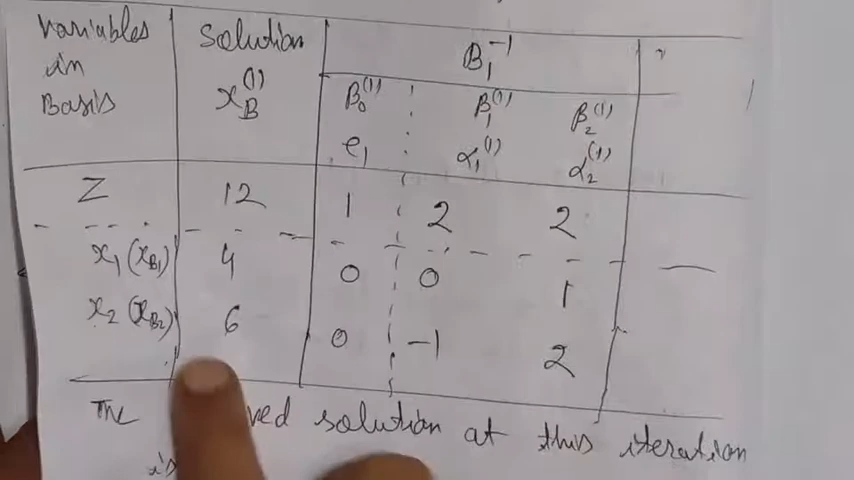 variables in Basis | solution x_B^(1) | B_1^-1
β_0^(1) | β_1^(1) | β_2^(1)
e_1 | α_1^(1) | α_2^(1)
Z | 12 | 1 | 2 | 2
x_1 (x_B1) | 4 | 0 | 0 | 1 | —
x_2 (x_B2) | 6 | 0 | -1 | 2
The solution at this iteration
is